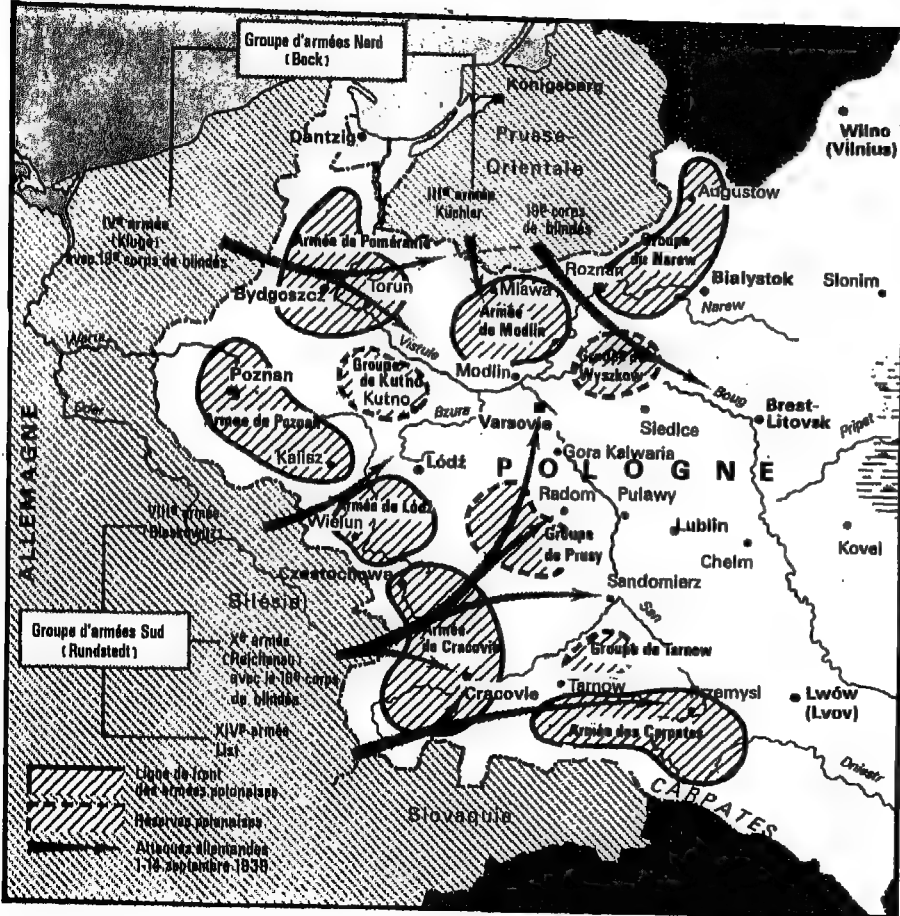 Groupe d'armées Nord
(Bock)
Königsberg
Dantzig
Prusse-
Orientale
Wilno
(Vilnius)
IIIe armée
Küchler
Augustow
IVe armée
(Kluge)
avec 19e corps de blindés
de blindés
Armée de Poméranie
Groupe
du Narew
Roznan
Bialystok
Slonim
Torun
Bydgoszcz
Mlawa
Narew
Armée
de Modlin
Vistule
Poznan
Groupe
de Kutno
Kutno
Modlin
Wyszkow
Boug
Brest-
Litovsk
Oder
Bzura
Varsovie
Siedlce
Pripet
Armée de Poznan
Kalisz
Lódź
Gora Kalwaria
POLOGNE
ALLEMAGNE
Radom
Pulawy
VIIIe armée
(Blaskowitz)
Armée de Lódź
Wielun
Groupe
de Prusy
Lublin
Chelm
Kovel
Czestochowa
Silésie
Sandomierz
San
Groupe d'armées Sud
(Rundstedt)
Xe armée
(Reichenau)
avec le 16e corps
de blindés
Armée
de Cracovie
Groupe de Tarnow
Cracovie
Tarnow
Przemysl
Lwów
(Lvov)
XIVe armée
List
Armée des Carpates
Dniestr
Ligne de front
des armées polonaises
CARPATES
Réserves polonaises
Slovaquie
Attaques allemandes
1-14 septembre 1939